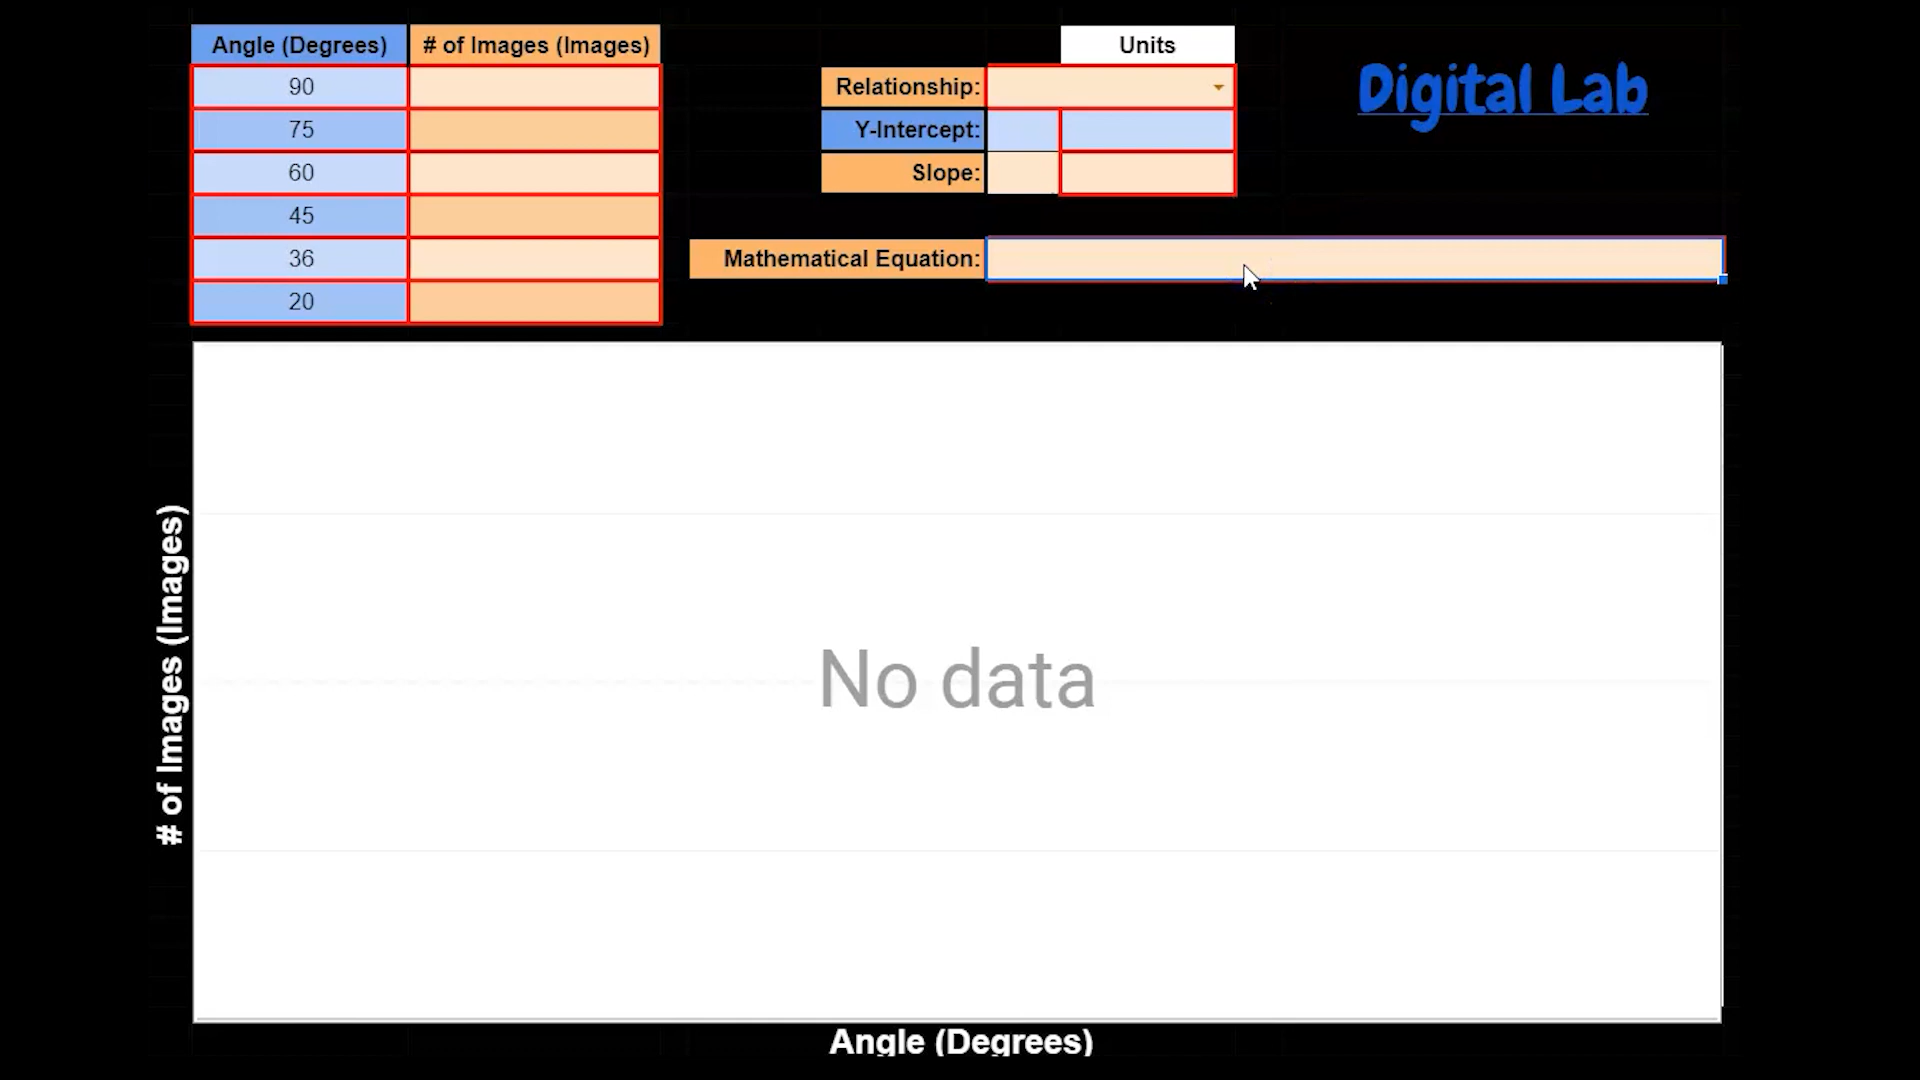 Angle (Degrees) # of Images (Images)
90
75
60
45
36
20
Units
Relationship:
Y-Intercept:
Slope:
Mathematical Equation:
Digital Lab
# of Images (Images)
No data
Angle (Degrees)